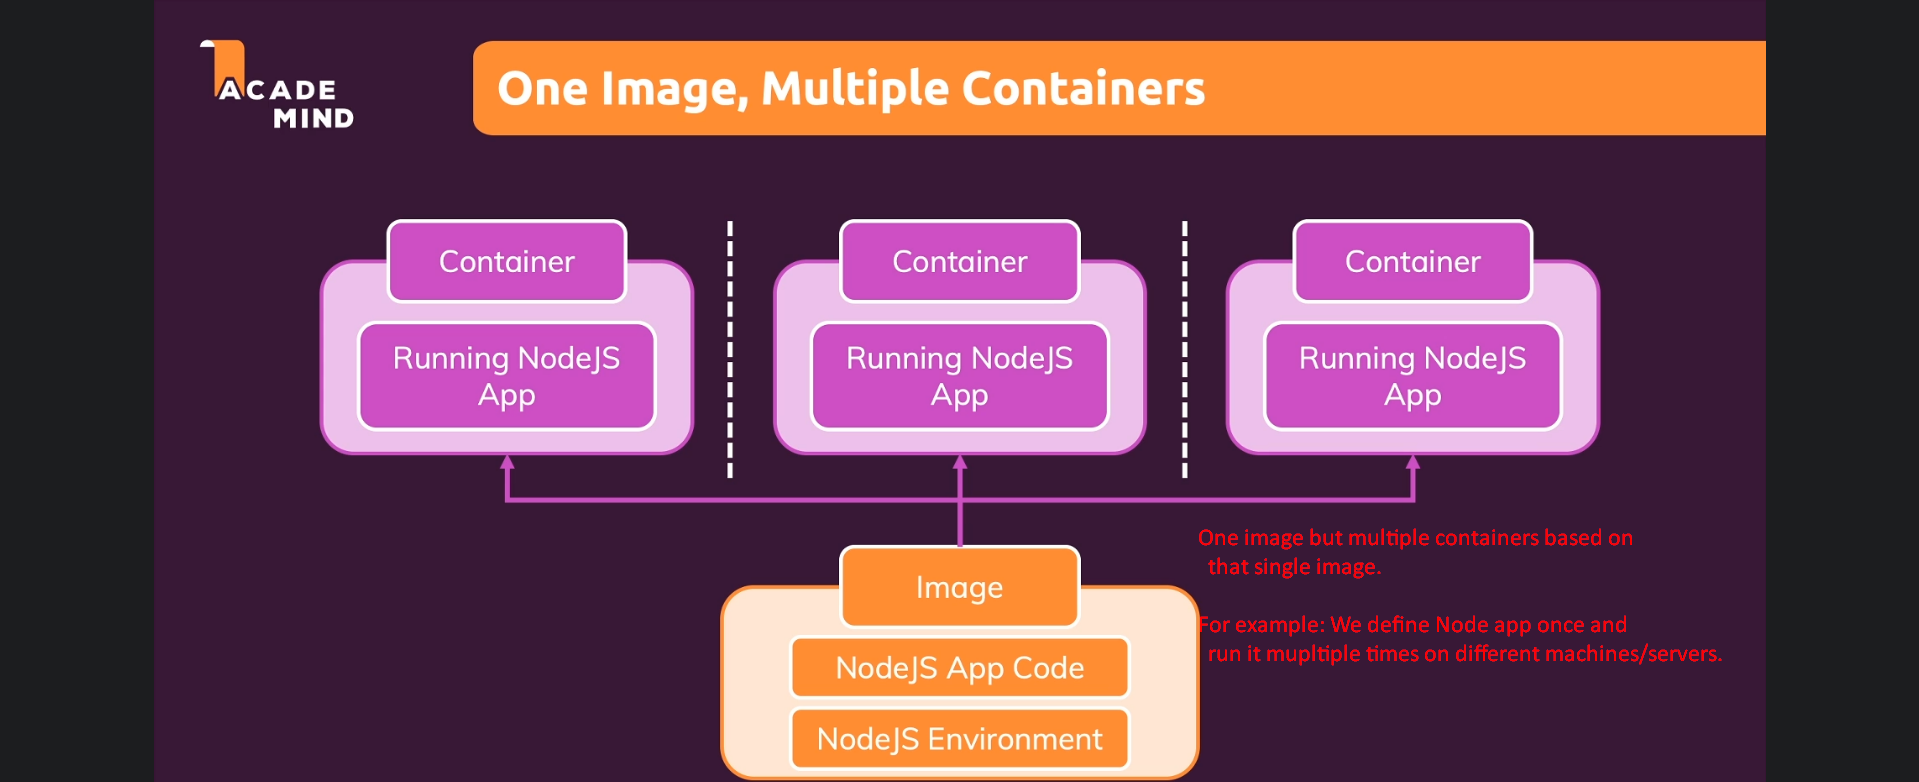 ACADE
MIND
One Image, Multiple Containers
Container
Running NodeJS
App
Container
Running NodeJS
App
Container
Running NodeJS
App
Image
NodeJS App Code
NodeJS Environment
One image but multiple containers based on
that single image.
For example: We define Node app once and
run it mupltiple times on different machines/servers.